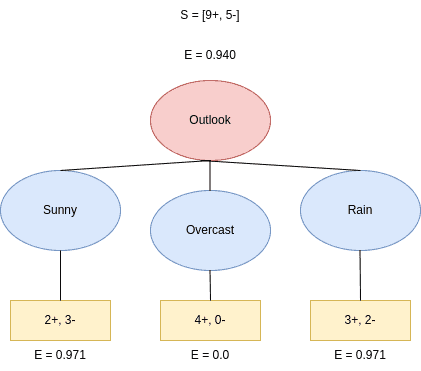 S = [9+, 5-]
E = 0.940
Outlook
Sunny
Overcast
Rain
2+, 3-
4+, 0-
3+, 2-
E = 0.971
E = 0.0
E = 0.971